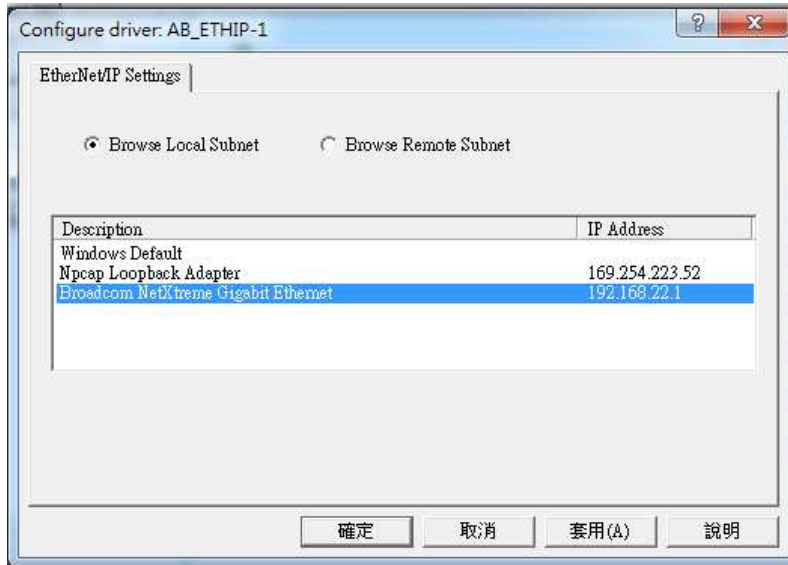 Configure driver: AB_ETHIP-1
EtherNet/IP Settings
Browse Local Subnet Browse Remote Subnet
Description IP Address
Windows Default
Npcap Loopback Adapter 169.254.223.52
Broadcom NetXtreme Gigabit Ethernet 192.168.22.1
確定 取消 套用(A) 說明